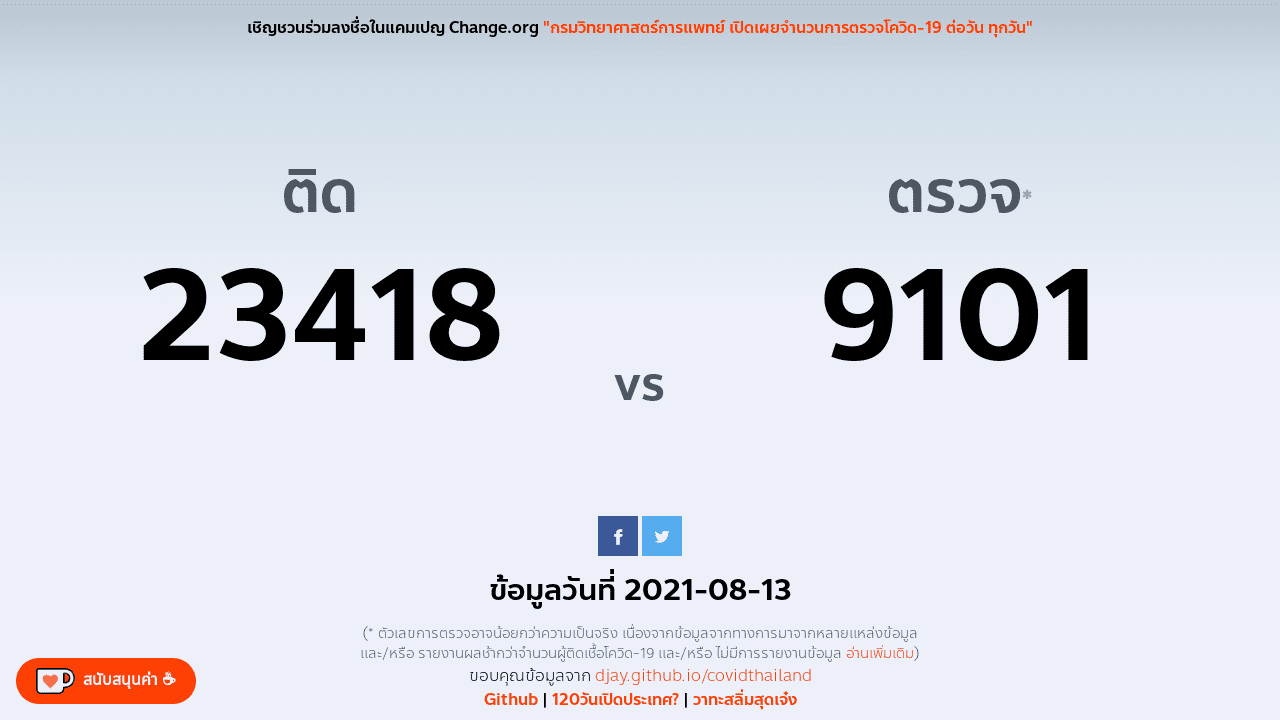 เชิญชวนร่วมลงชื่อในแคมเปญ Change.org "กรมวิทยาศาสตร์การแพทย์ เปิดเผยจำนวนการตรวจโควิด-19 ต่อวัน ทุกวัน"
ติด
ตรวจ*
23418
vs
9101
ข้อมูลวันที่ 2021-08-13
(* ตัวเลขการตรวจอาจน้อยกว่าความเป็นจริง เนื่องจากข้อมูลจากทางการมาจากหลายแหล่งข้อมูล
และ/หรือ รายงานผลช้ากว่าจำนวนผู้ติดเชื้อโควิด-19 และ/หรือ ไม่มีการรายงานข้อมูล อ่านเพิ่มเติม)
ขอบคุณข้อมูลจาก djay.github.io/covidthailand
Github | 120วันเปิดประเทศ? | วาทะสลิ่มสุดเจ๋ง
สนับสนุนค่า ☕